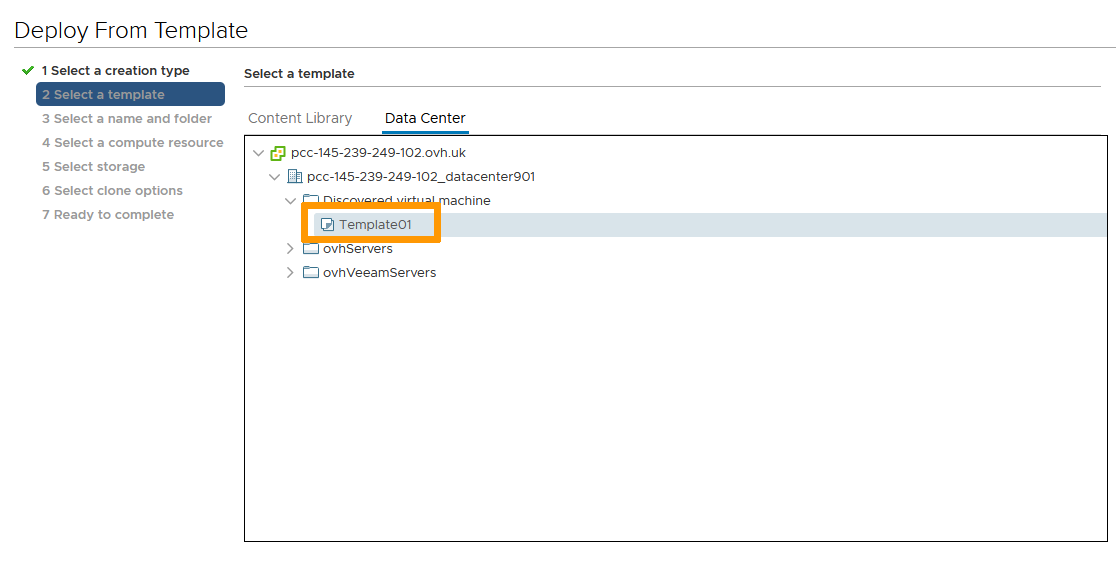 Deploy From Template
1 Select a creation type
2 Select a template
3 Select a name and folder
4 Select a compute resource
5 Select storage
6 Select clone options
7 Ready to complete
Select a template
Content Library
Data Center
pcc-145-239-249-102.ovh.uk
pcc-145-239-249-102_datacenter901
Discovered virtual machine
Template01
ovhServers
ovhVeeamServers